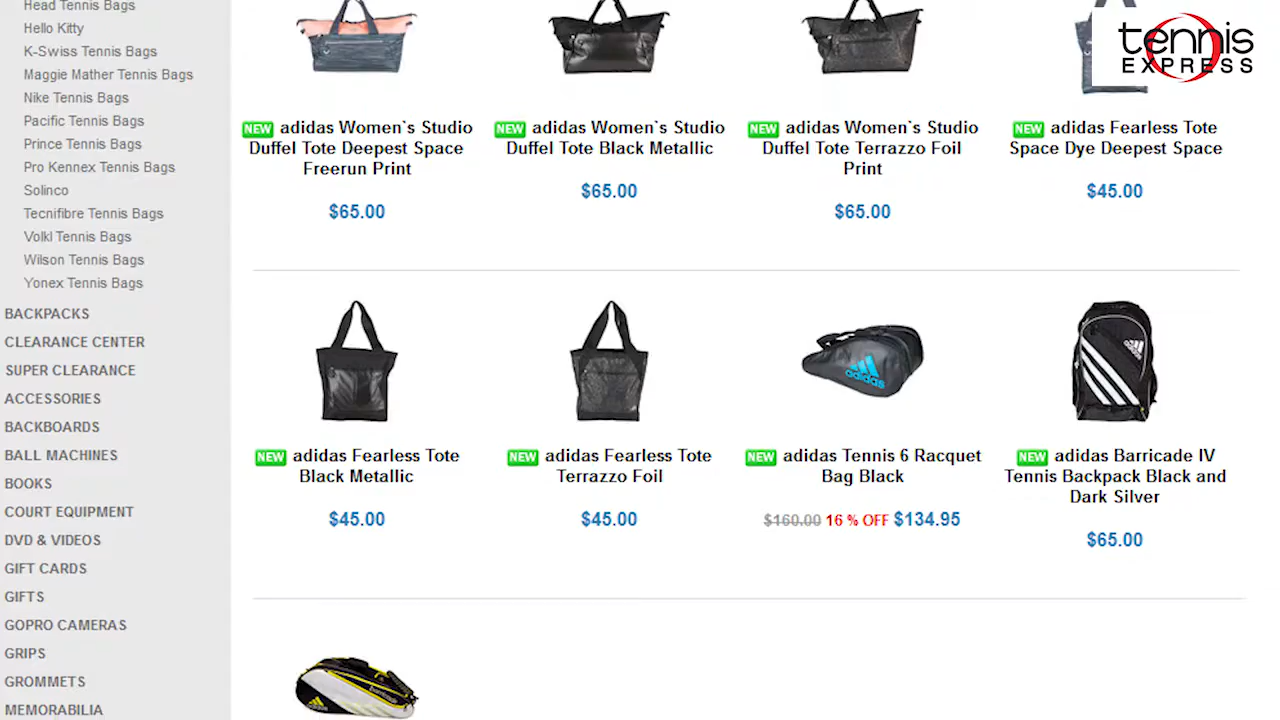 Head Tennis Bags
Hello Kitty
K-Swiss Tennis Bags
Maggie Mather Tennis Bags
Nike Tennis Bags
Pacific Tennis Bags
Prince Tennis Bags
Pro Kennex Tennis Bags
Solinco
Tecnifibre Tennis Bags
Volkl Tennis Bags
Wilson Tennis Bags
Yonex Tennis Bags
BACKPACKS
CLEARANCE CENTER
SUPER CLEARANCE
ACCESSORIES
BACKBOARDS
BALL MACHINES
BOOKS
COURT EQUIPMENT
DVD & VIDEOS
GIFT CARDS
GIFTS
GOPRO CAMERAS
GRIPS
GROMMETS
MEMORABILIA
tennis
EXPRESS
NEW adidas Women`s Studio
Duffel Tote Deepest Space
Freerun Print
$65.00
NEW adidas Women`s Studio
Duffel Tote Black Metallic
$65.00
NEW adidas Women`s Studio
Duffel Tote Terrazzo Foil
Print
$65.00
NEW adidas Fearless Tote
Space Dye Deepest Space
$45.00
adidas
adidas
NEW adidas Fearless Tote
Black Metallic
$45.00
NEW adidas Fearless Tote
Terrazzo Foil
$45.00
NEW adidas Tennis 6 Racquet
Bag Black
$160.00 16 % OFF $134.95
NEW adidas Barricade IV
Tennis Backpack Black and
Dark Silver
$65.00